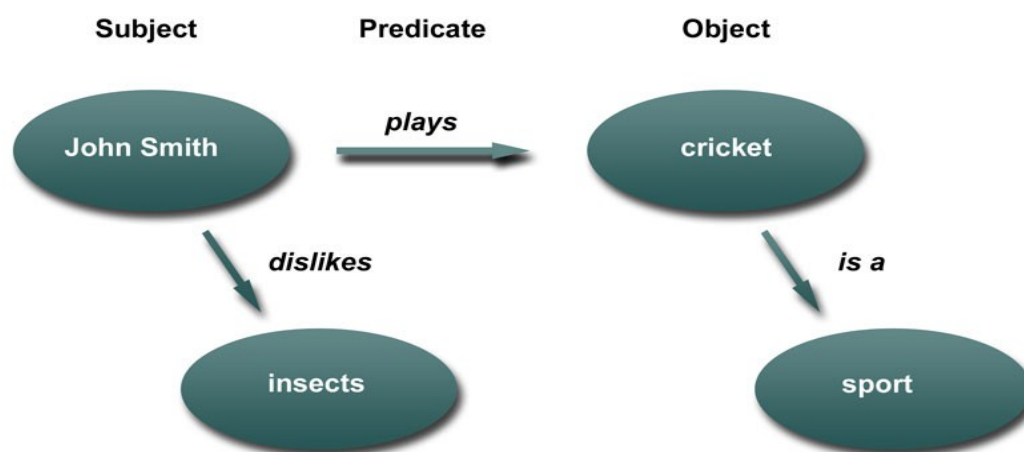 Subject Predicate Object
plays
John Smith cricket
dislikes is a
insects sport